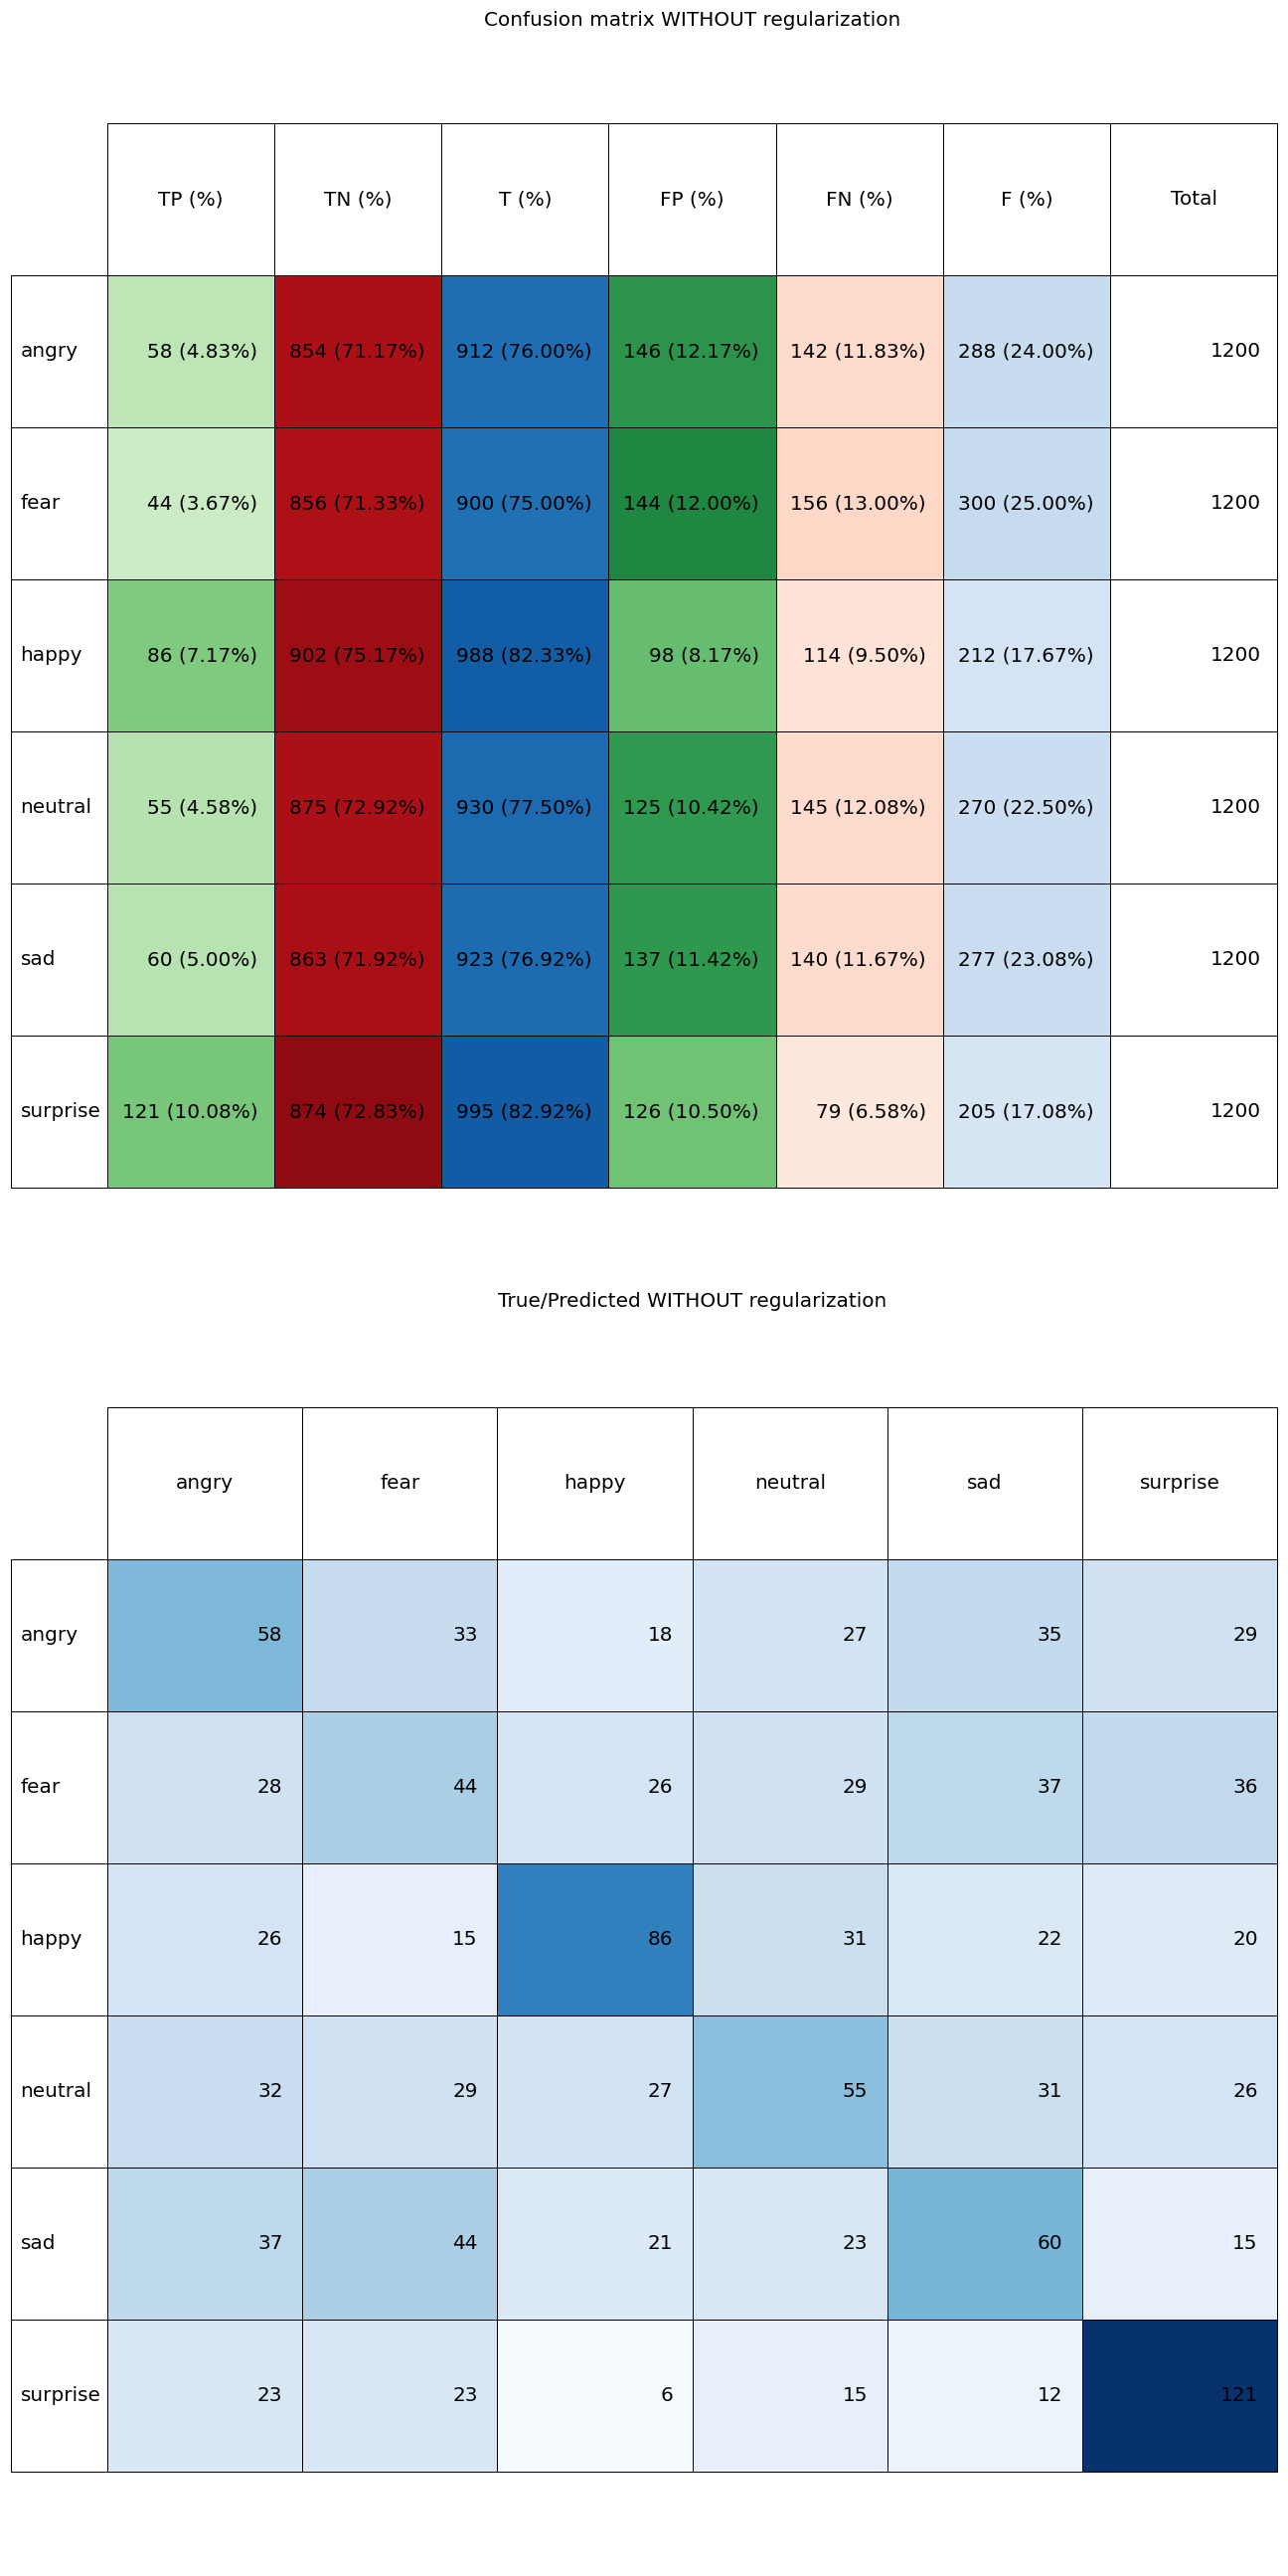 Confusion matrix WITHOUT regularization
TP (%) TN (%) T (%) FP (%) FN (%) F (%) Total
angry 58 (4.83%) 854 (71.17%) 912 (76.00%) 146 (12.17%) 142 (11.83%) 288 (24.00%) 1200
fear 44 (3.67%) 856 (71.33%) 900 (75.00%) 144 (12.00%) 156 (13.00%) 300 (25.00%) 1200
happy 86 (7.17%) 902 (75.17%) 988 (82.33%) 98 (8.17%) 114 (9.50%) 212 (17.67%) 1200
neutral 55 (4.58%) 875 (72.92%) 930 (77.50%) 125 (10.42%) 145 (12.08%) 270 (22.50%) 1200
sad 60 (5.00%) 863 (71.92%) 923 (76.92%) 137 (11.42%) 140 (11.67%) 277 (23.08%) 1200
surprise 121 (10.08%) 874 (72.83%) 995 (82.92%) 126 (10.50%) 79 (6.58%) 205 (17.08%) 1200
True/Predicted WITHOUT regularization
angry fear happy neutral sad surprise
angry 58 33 18 27 35 29
fear 28 44 26 29 37 36
happy 26 15 86 31 22 20
neutral 32 29 27 55 31 26
sad 37 44 21 23 60 15
surprise 23 23 6 15 12 121